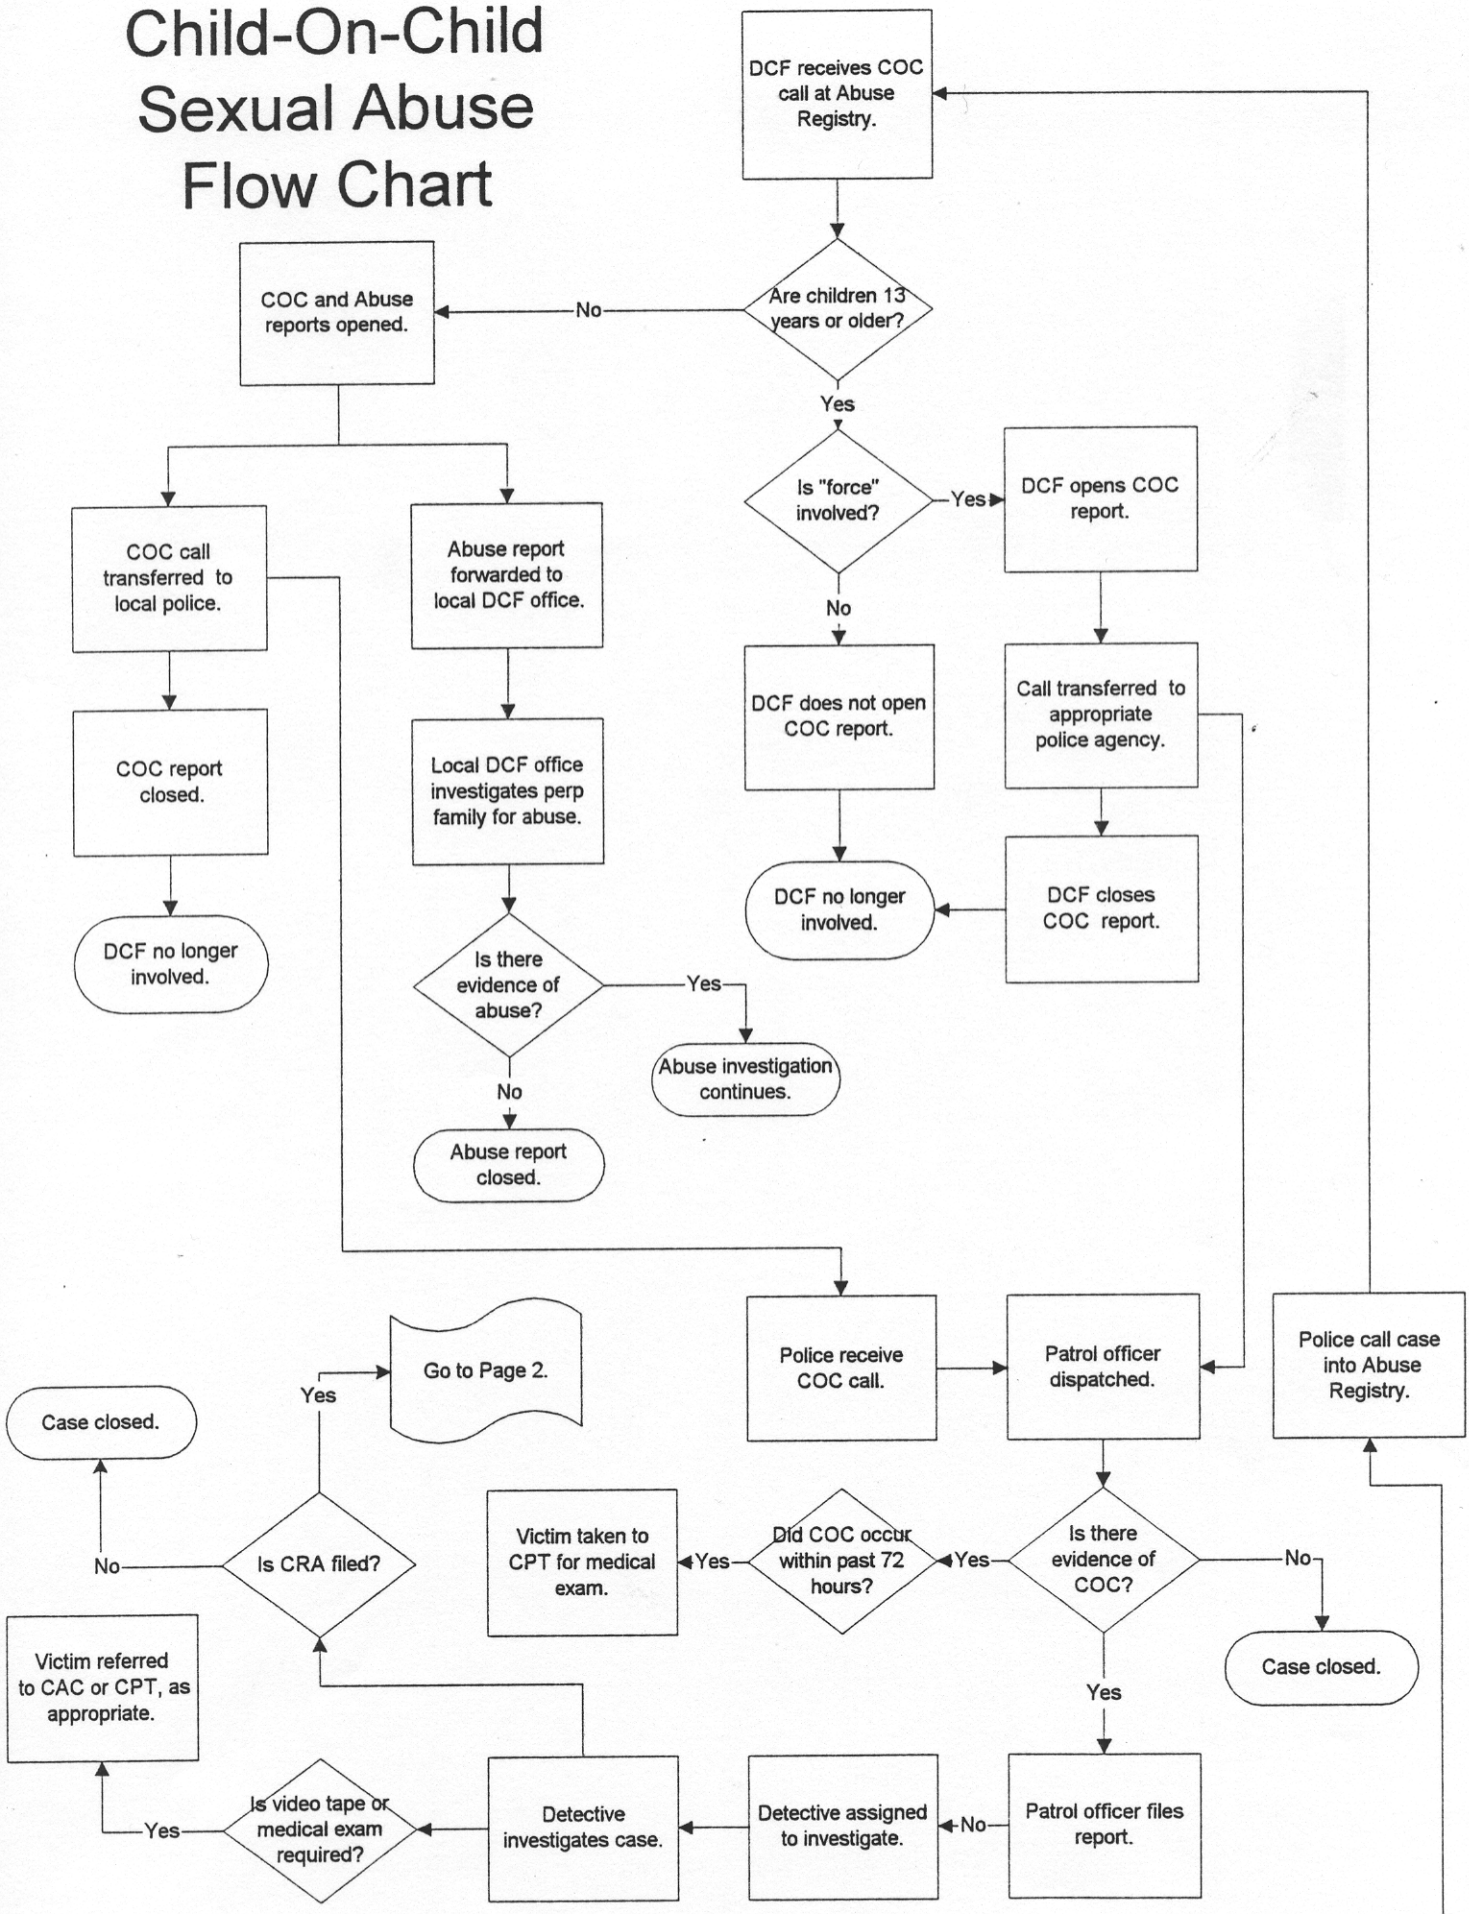 Child-On-Child
Sexual Abuse
Flow Chart
DCF receives COC
call at Abuse
Registry.
Are children 13
years or older?
No
COC and Abuse
reports opened.
Yes
Is "force"
involved?
Yes
DCF opens COC
report.
COC call
transferred to
local police.
Abuse report
forwarded to
local DCF office.
No
DCF does not open
COC report.
Call transferred to
appropriate
police agency.
COC report
closed.
Local DCF office
investigates perp
family for abuse.
DCF no longer
involved.
DCF closes
COC report.
DCF no longer
involved.
Is there
evidence of
abuse?
Yes
Abuse investigation
continues.
No
Abuse report
closed.
Police receive
COC call.
Patrol officer
dispatched.
Police call case
into Abuse
Registry.
Go to Page 2.
Yes
Case closed.
No
Is CRA filed?
Victim taken to
CPT for medical
exam.
Yes
Did COC occur
within past 72
hours?
Yes
Is there
evidence of
COC?
No
Case closed.
Yes
Victim referred
to CAC or CPT, as
appropriate.
Yes
Is video tape or
medical exam
required?
Detective
investigates case.
Detective assigned
to investigate.
No
Patrol officer files
report.